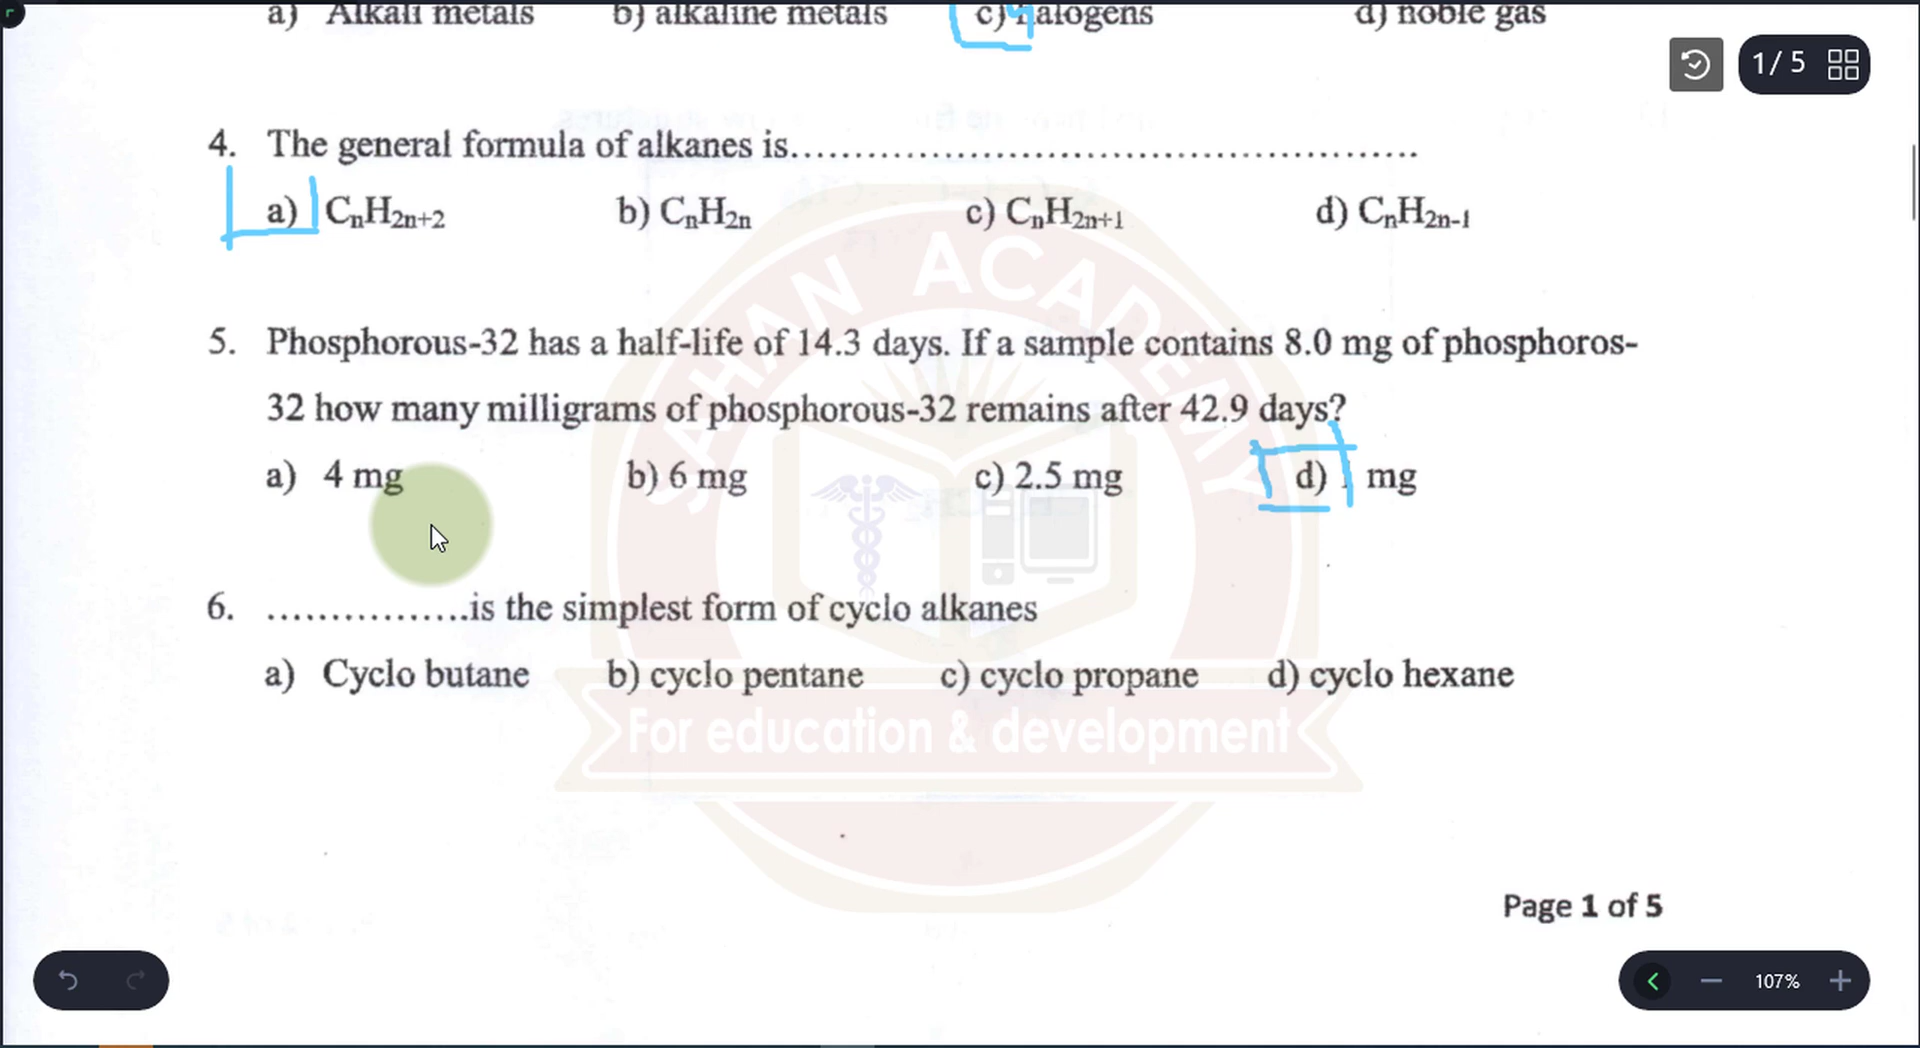 a) Alkali metals b) alkaline metals c) halogens d) noble gas
1/ 5
4. The general formula of alkanes is......................................................
a) CₙH₂ₙ₊₂ b) CₙH₂ₙ c) CₙH₂ₙ₊₁ d) CₙH₂ₙ₋₁
SAHAN ACADEMY
5. Phosphorous-32 has a half-life of 14.3 days. If a sample contains 8.0 mg of phosphoros-
32 how many milligrams of phosphorous-32 remains after 42.9 days?
a) 4 mg b) 6 mg c) 2.5 mg d) mg
6. ................is the simplest form of cyclo alkanes
a) Cyclo butane b) cyclo pentane c) cyclo propane d) cyclo hexane
For education & development
Page 1 of 5
107%